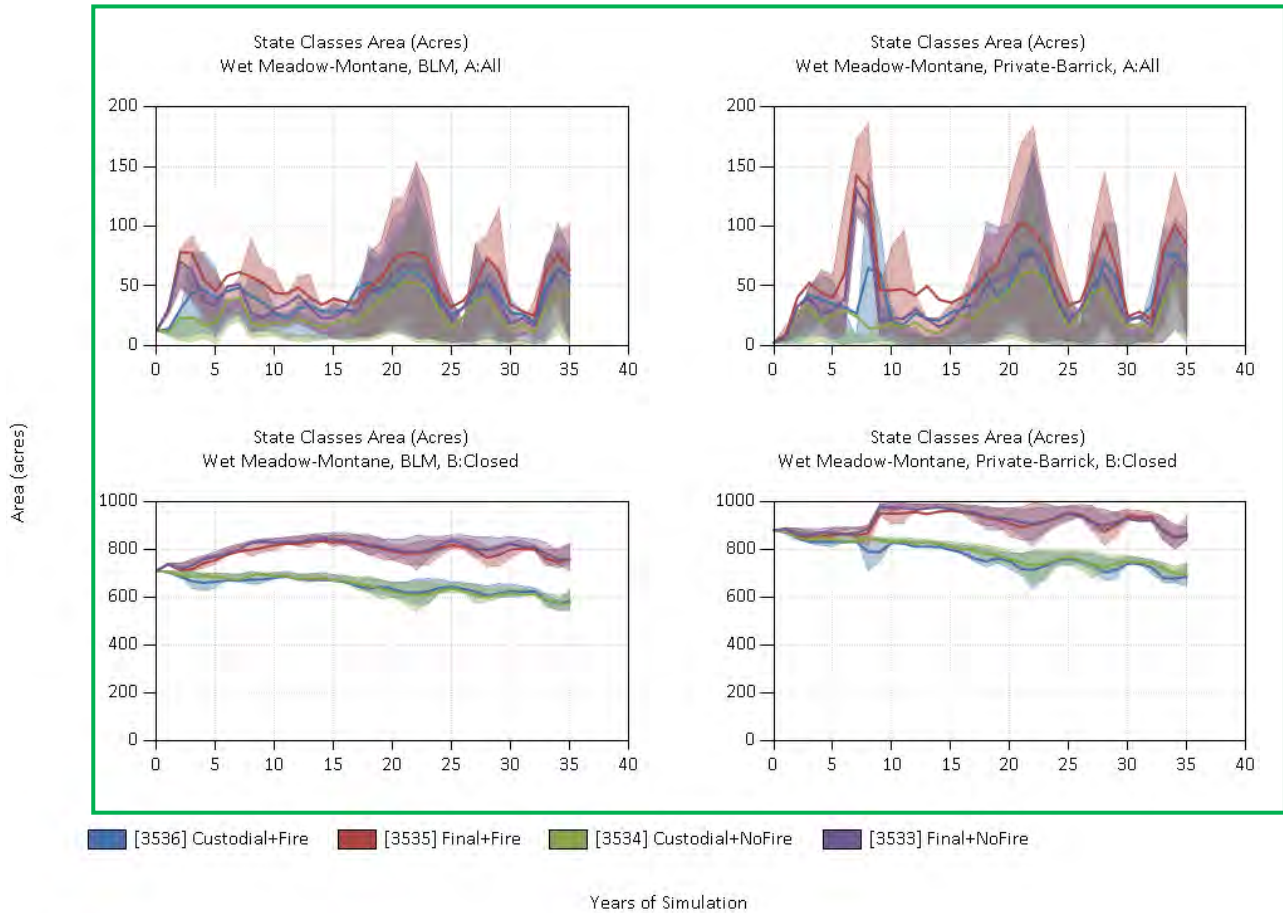 State Classes Area (Acres)
Wet Meadow-Montane, BLM, A:All
200
150
100
50
0
0 5 10 15 20 25 30 35 40
State Classes Area (Acres)
Wet Meadow-Montane, Private-Barrick, A:All
200
150
100
50
0
0 5 10 15 20 25 30 35 40
Area (acres)
State Classes Area (Acres)
Wet Meadow-Montane, BLM, B:Closed
1000
800
600
400
200
0
0 5 10 15 20 25 30 35 40
State Classes Area (Acres)
Wet Meadow-Montane, Private-Barrick, B:Closed
1000
800
600
400
200
0
0 5 10 15 20 25 30 35 40
[3536] Custodial+Fire [3535] Final+Fire [3534] Custodial+NoFire [3533] Final+NoFire
Years of Simulation